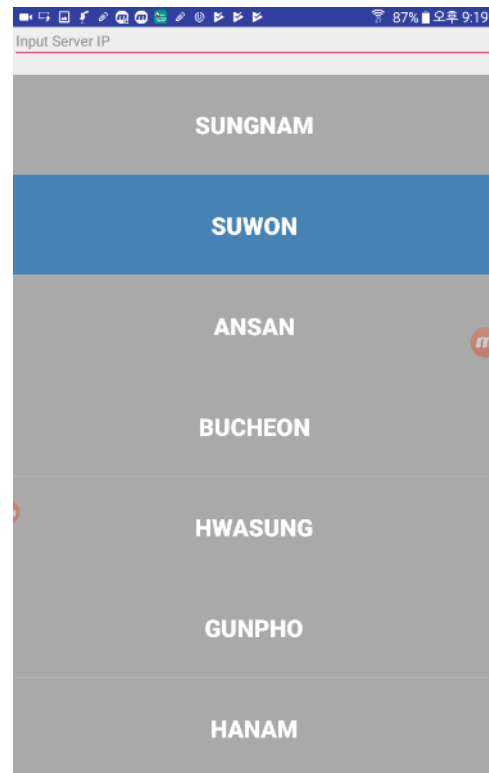 87% 오후 9:19
Input Server IP
SUNGNAM
SUWON
ANSAN
BUCHEON
HWASUNG
GUNPHO
HANAM